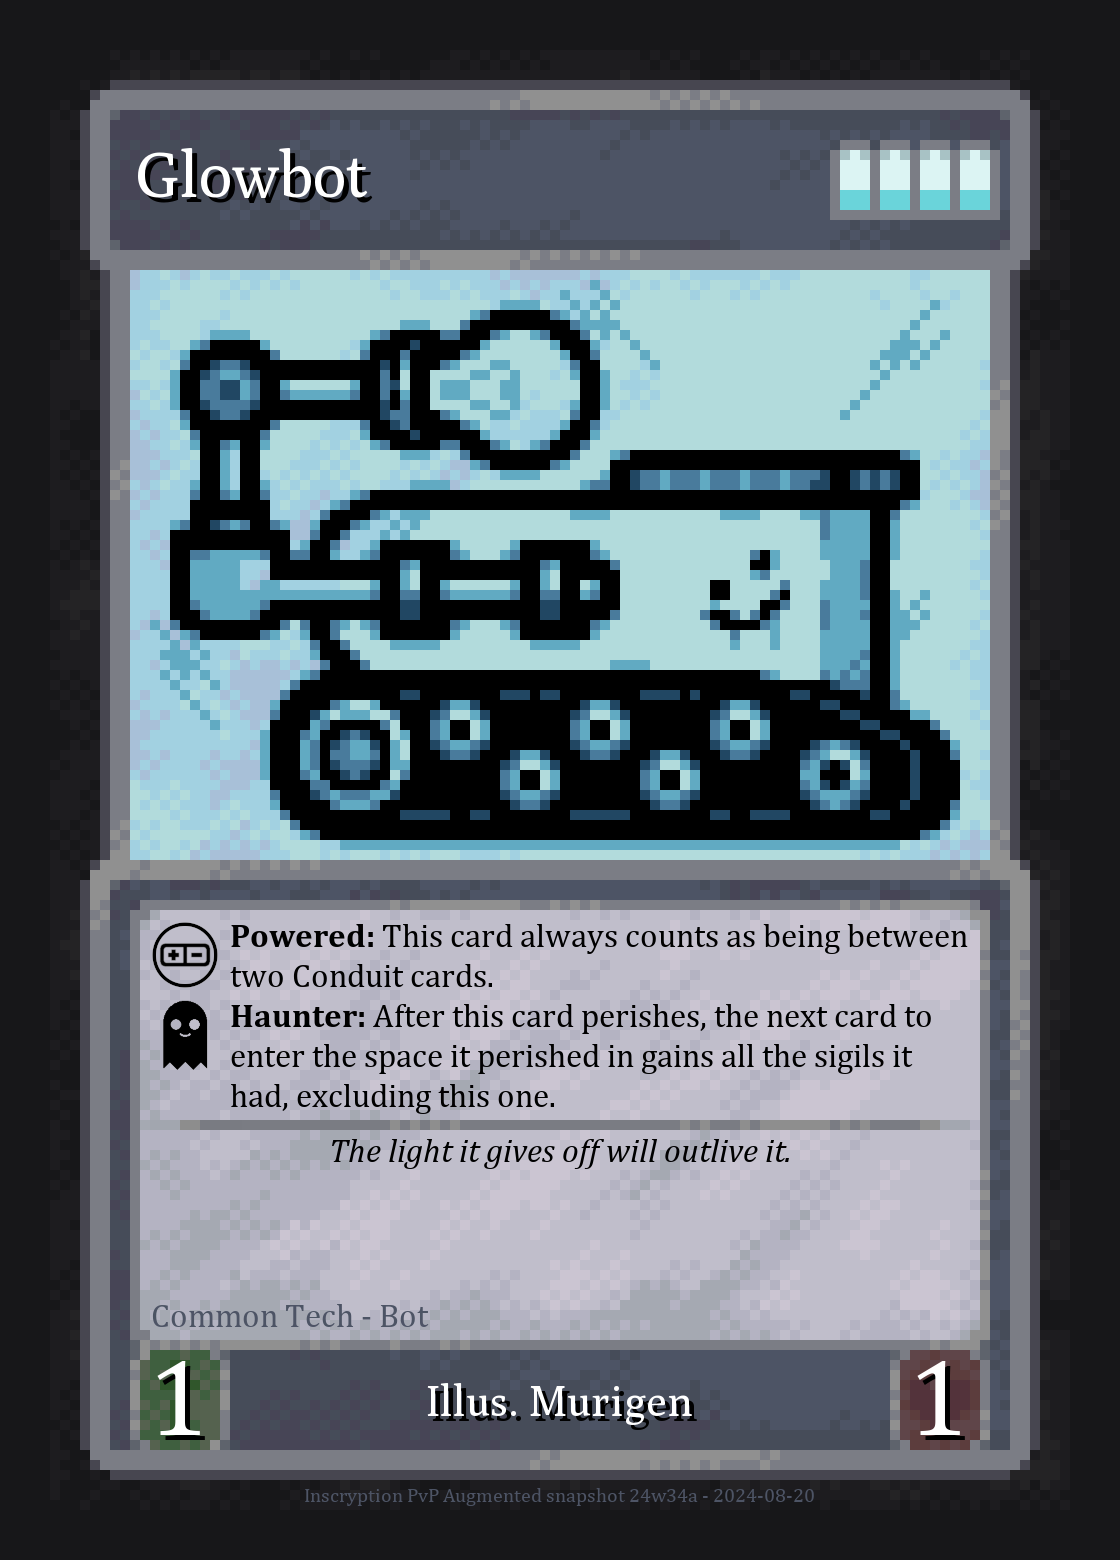 Glowbot
Powered: This card always counts as being between
two Conduit cards.
Haunter: After this card perishes, the next card to
enter the space it perished in gains all the sigils it
had, excluding this one.
The light it gives off will outlive it.
Common Tech - Bot
1
Illus. Murigen
1
Inscryption PvP Augmented snapshot 24w34a - 2024-08-20